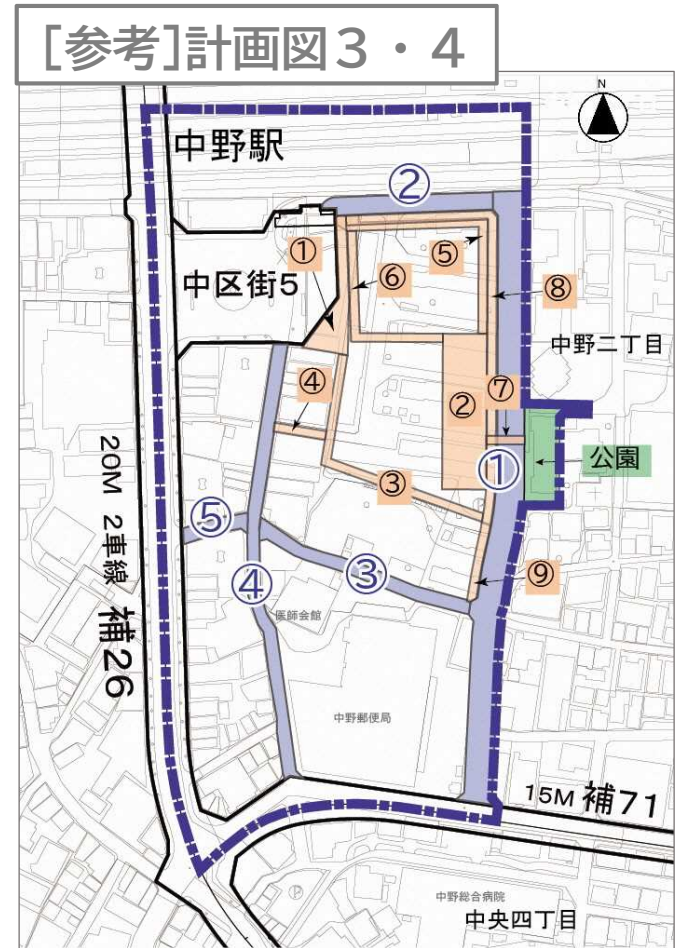 [参考]計画図3・4
N
中野駅
②
①
⑤
中区街5
⑥
⑧
中野二丁目
④
②
⑦
20M 2車線 補26
①
公園
③
⑤
④
③
⑨
医師会館
中野郵便局
15M 補71
中野総合病院
中央四丁目